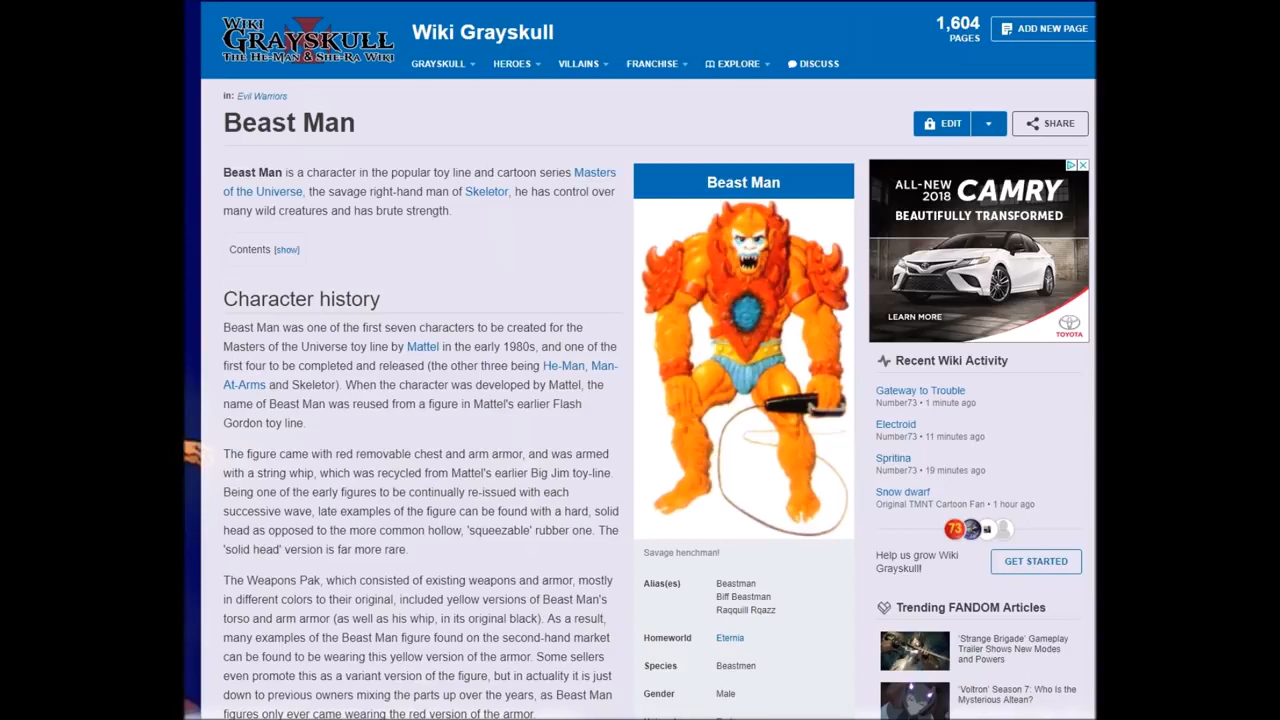 WIKI
GRAYSKULL
THE HE-MAN & SHE-RA WIKI
Wiki Grayskull
1,604
PAGES
ADD NEW PAGE
GRAYSKULL
HEROES
VILLAINS
FRANCHISE
EXPLORE
DISCUSS
in: Evil Warriors
Beast Man
EDIT
SHARE
Beast Man is a character in the popular toy line and cartoon series Masters
of the Universe, the savage right-hand man of Skeletor, he has control over
many wild creatures and has brute strength.
Contents [show]
Character history
Beast Man was one of the first seven characters to be created for the
Masters of the Universe toy line by Mattel in the early 1980s, and one of the
first four to be completed and released (the other three being He-Man, Man-
At-Arms and Skeletor). When the character was developed by Mattel, the
name of Beast Man was reused from a figure in Mattel's earlier Flash
Gordon toy line.
The figure came with red removable chest and arm armor, and was armed
with a string whip, which was recycled from Mattel's earlier Big Jim toy-line.
Being one of the early figures to be continually re-issued with each
successive wave, late examples of the figure can be found with a hard, solid
head as opposed to the more common hollow, 'squeezable' rubber one. The
'solid head' version is far more rare.
The Weapons Pak, which consisted of existing weapons and armor, mostly
in different colors to their original, included yellow versions of Beast Man's
torso and arm armor (as well as his whip, in its original black). As a result,
many examples of the Beast Man figure found on the second-hand market
can be found to be wearing this yellow version of the armor. Some sellers
even promote this as a variant version of the figure, but in actuality it is just
down to previous owners mixing the parts up over the years, as Beast Man
figures only ever came wearing the red version of the armor.
Beast Man
Savage henchman!
Alias(es) Beastman
Biff Beastman
Raqquill Rqazz
Homeworld Eternia
Species Beastmen
Gender Male
ALL-NEW
2018 CAMRY
BEAUTIFULLY TRANSFORMED
LEARN MORE
TOYOTA
Recent Wiki Activity
Gateway to Trouble
Number73 • 1 minute ago
Electroid
Number73 • 11 minutes ago
Spritina
Number73 • 19 minutes ago
Snow dwarf
Original TMNT Cartoon Fan • 1 hour ago
73
Help us grow Wiki
Grayskull!
GET STARTED
Trending FANDOM Articles
'Strange Brigade' Gameplay
Trailer Shows New Modes
and Powers
'Voltron' Season 7: Who Is the
Mysterious Altean?